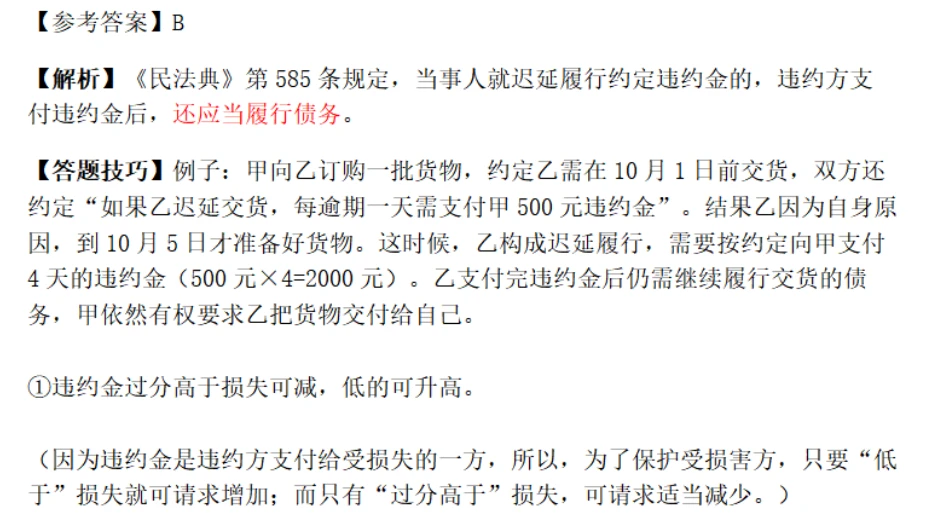 【参考答案】B
【解析】《民法典》第 585 条规定，当事人就迟延履行约定违约金的，违约方支
付违约金后，还应当履行债务。
【答题技巧】例子：甲向乙订购一批货物，约定乙需在 10 月 1 日前交货，双方还
约定“如果乙迟延交货，每逾期一天需支付甲 500 元违约金”。结果乙因为自身原
因，到 10 月 5 日才准备好货物。这时候，乙构成迟延履行，需要按约定向甲支付
4 天的违约金（500 元×4=2000 元）。乙支付完违约金后仍需继续履行交货的债
务，甲依然有权要求乙把货物交付给自己。
①违约金过分高于损失可减，低的可升高。
（因为违约金是违约方支付给受损失的一方，所以，为了保护受损害方，只要“低
于”损失就可请求增加；而只有“过分高于”损失，可请求适当减少。）